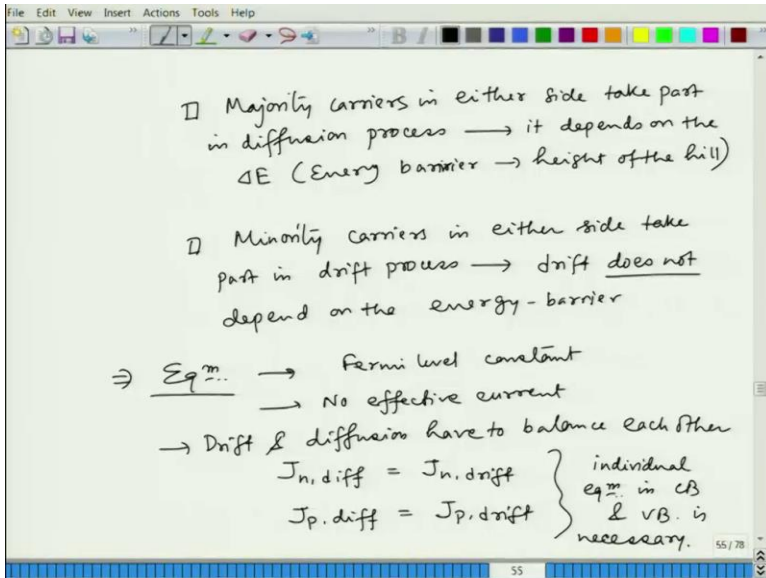 File Edit View Insert Actions Tools Help
□ Majority carriers in either side take part
in diffusion process → it depends on the
ΔE (Energy barrier → height of the hill)
□ Minority carriers in either side take
part in drift process → drift does not
depend on the energy-barrier
⇒ Eqm. → Fermi level constant
→ No effective current
→ Drift & diffusion have to balance each other
Jn,diff = Jn,drift } individual
eqm. in CB
Jp.diff = Jp,drift & VB. is
necessary.
55 / 78
55